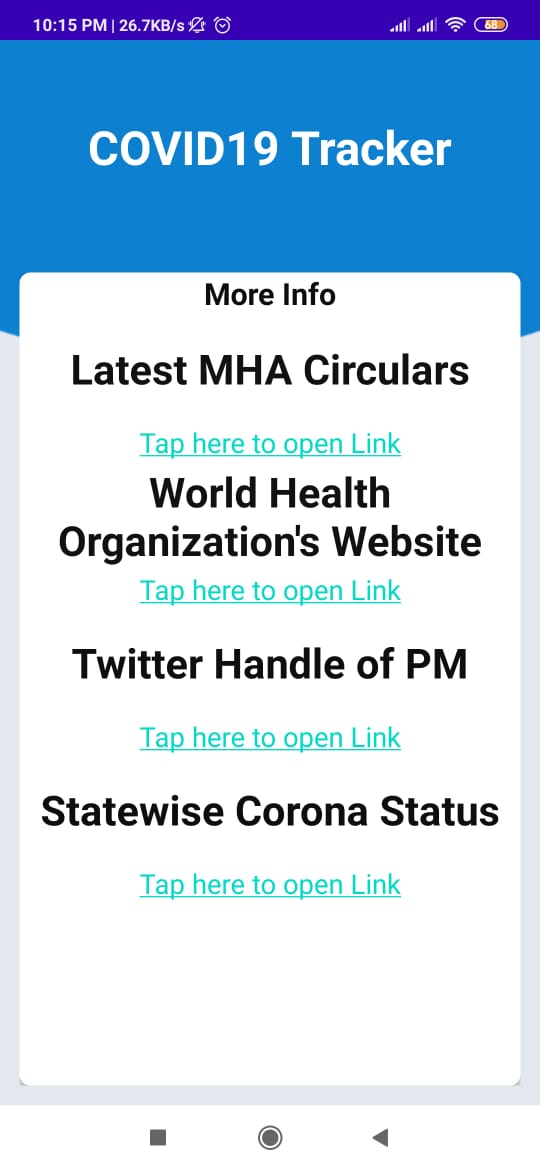 10:15 PM | 26.7KB/s 68
COVID19 Tracker
More Info
Latest MHA Circulars
Tap here to open Link
World Health
Organization's Website
Tap here to open Link
Twitter Handle of PM
Tap here to open Link
Statewise Corona Status
Tap here to open Link